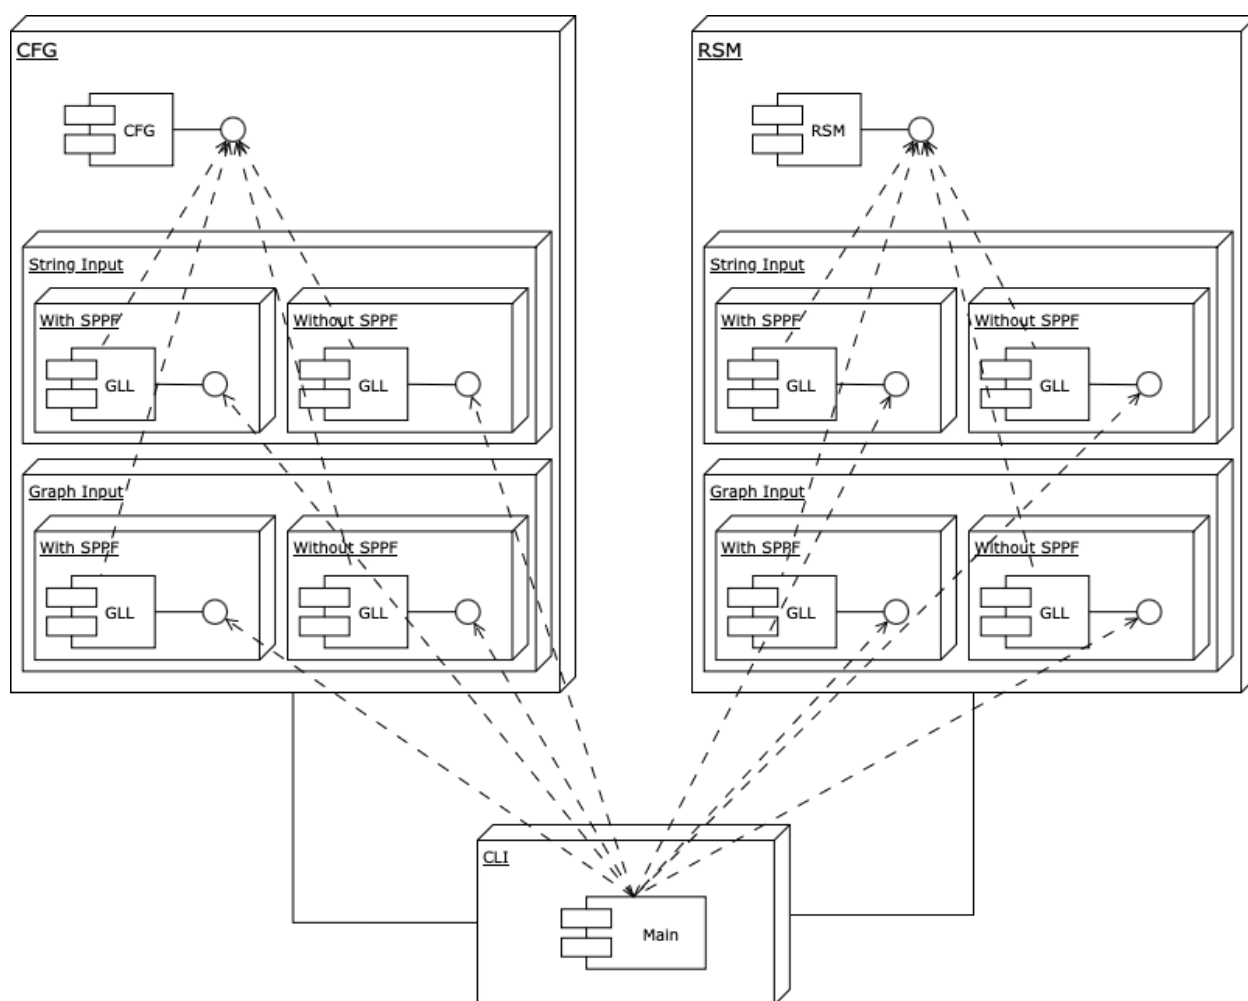 CFG
CFG
String Input
With SPPF
GLL
Without SPPF
GLL
Graph Input
With SPPF
GLL
Without SPPF
GLL
RSM
RSM
String Input
With SPPF
GLL
Without SPPF
GLL
Graph Input
With SPPF
GLL
Without SPPF
GLL
CLI
Main